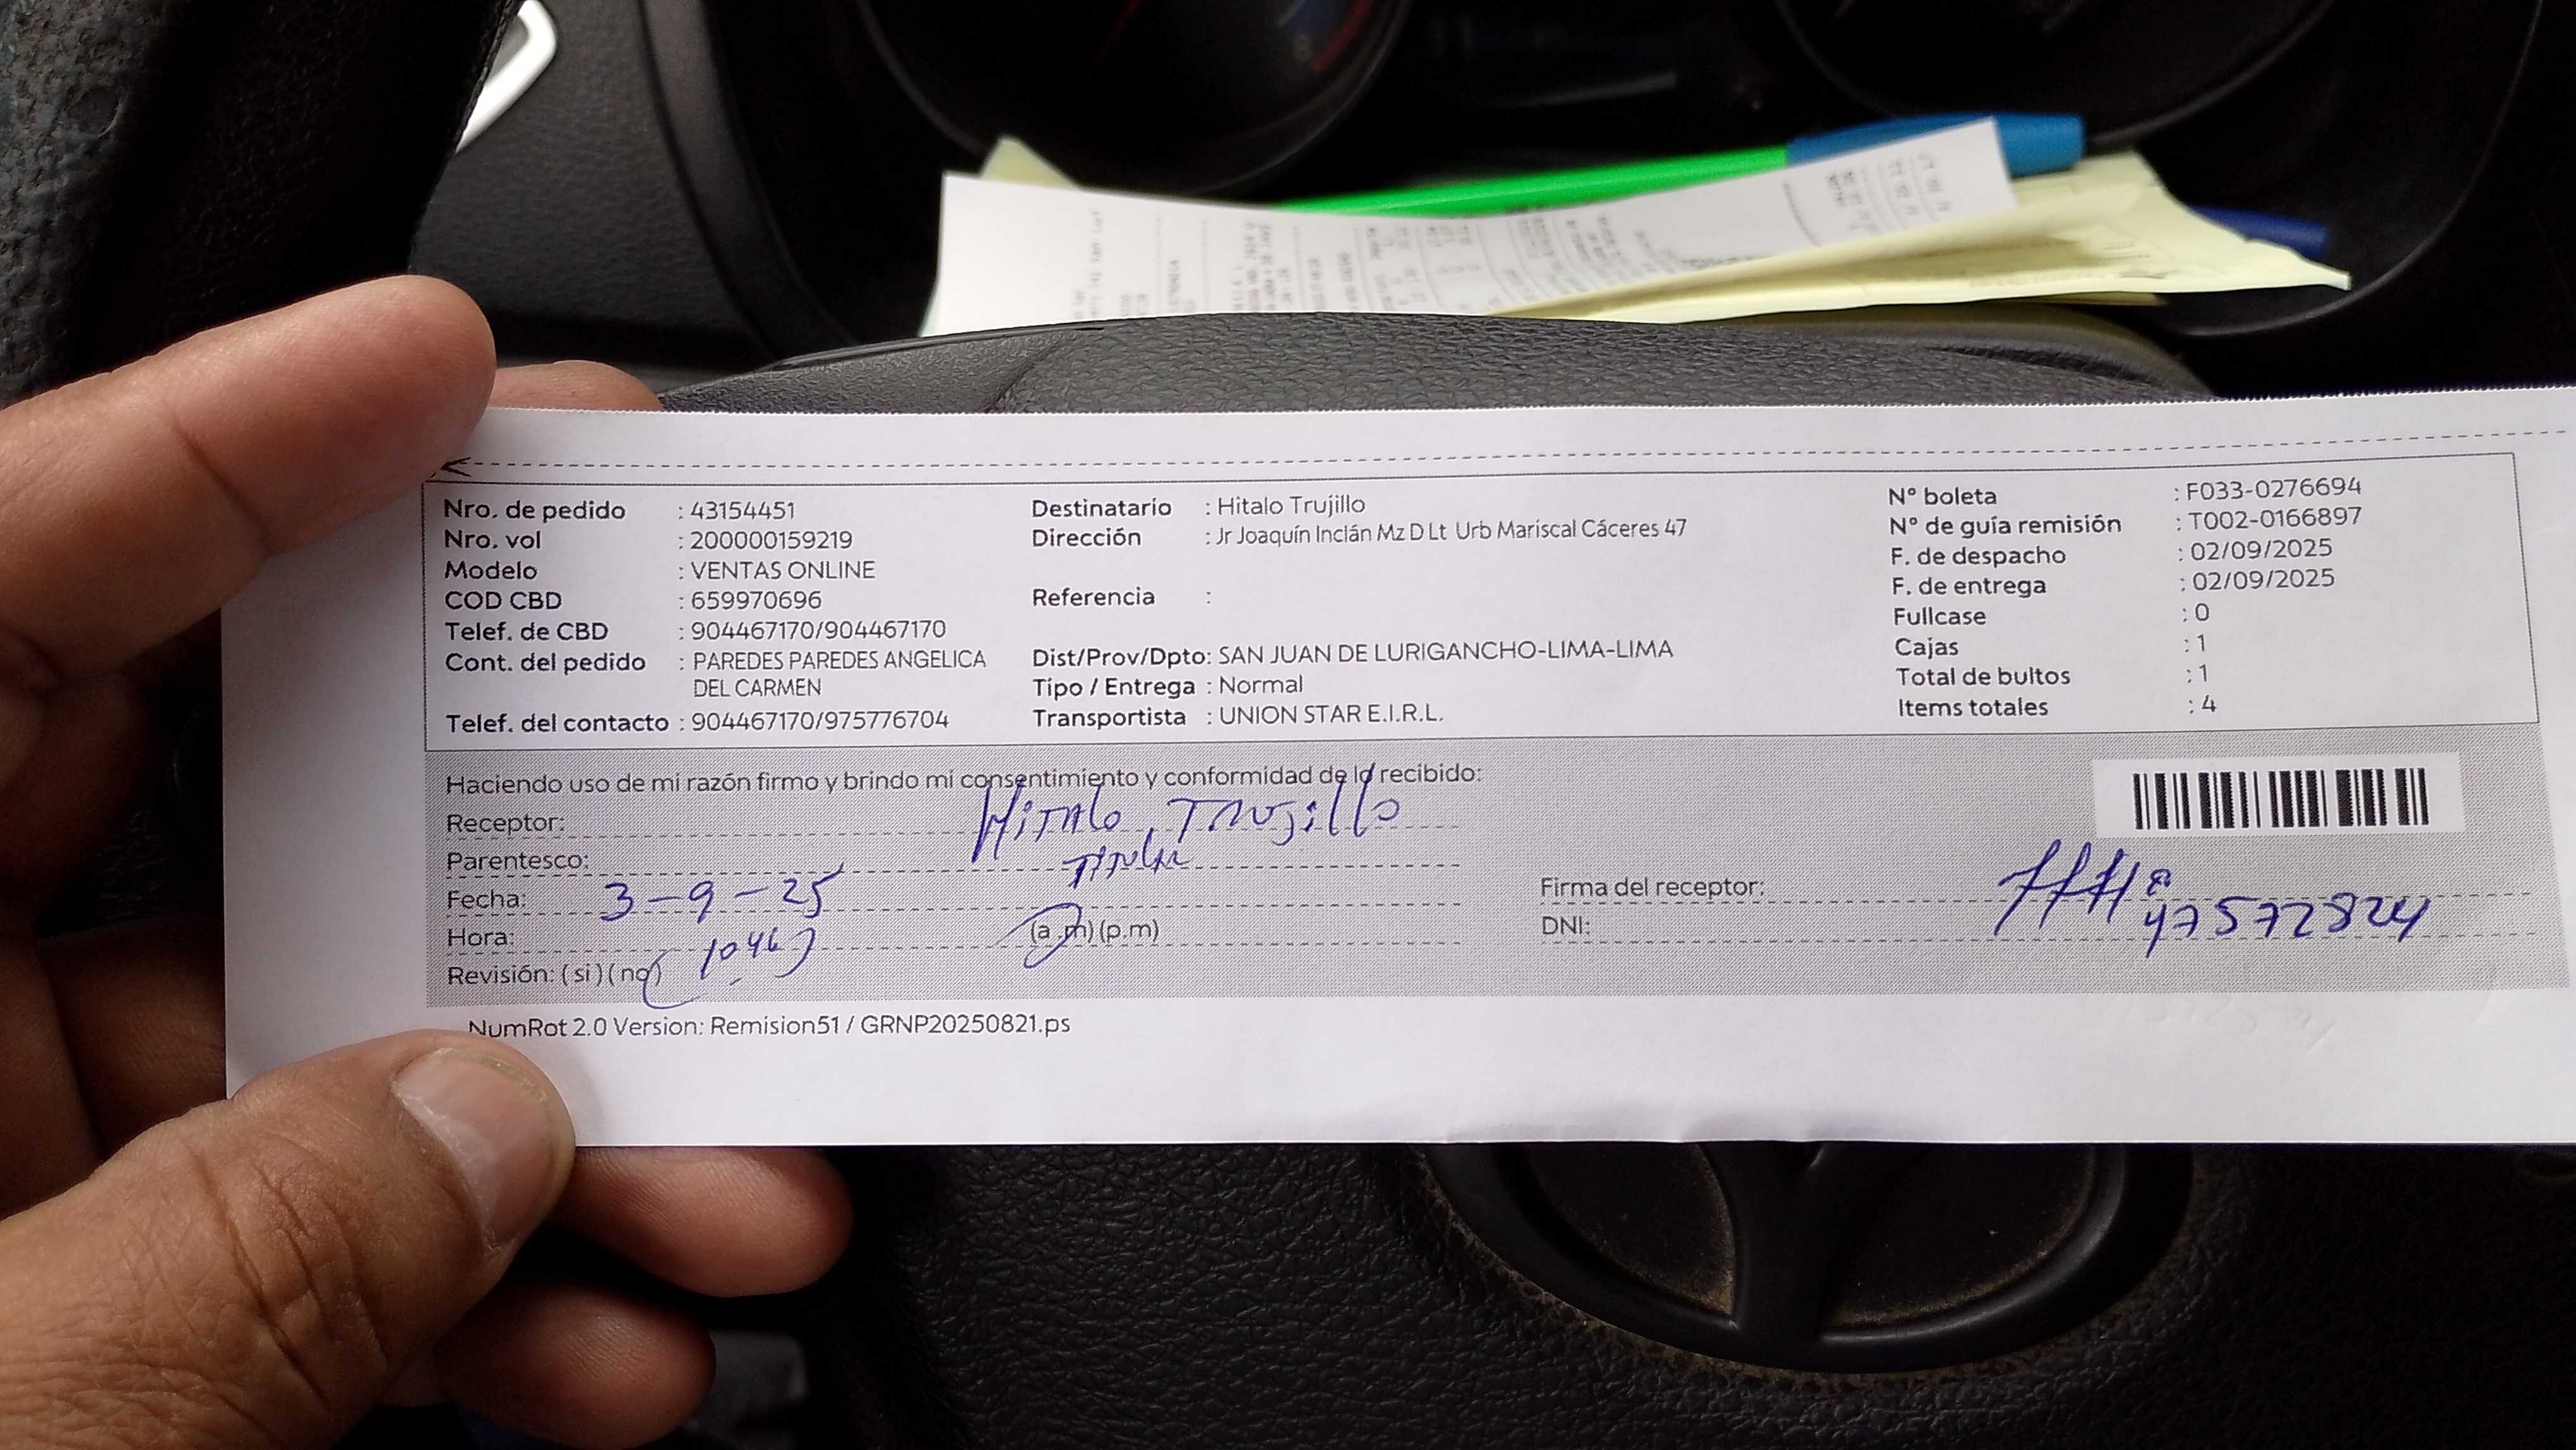 Nro. de pedido : 43154451
Nro. vol : 200000159219
Modelo : VENTAS ONLINE
COD CBD : 659970696
Telef. de CBD : 904467170/904467170
Cont. del pedido : PAREDES PAREDES ANGELICA
DEL CARMEN
Telef. del contacto : 904467170/975776704
Destinatario : Hitalo Trujillo
Dirección : Jr Joaquín Inclán Mz D Lt Urb Mariscal Cáceres 47
Referencia :
Dist/Prov/Dpto: SAN JUAN DE LURIGANCHO-LIMA-LIMA
Tipo / Entrega : Normal
Transportista : UNION STAR E.I.R.L.
N° boleta : F033-0276694
N° de guía remisión : T002-0166897
F. de despacho : 02/09/2025
F. de entrega : 02/09/2025
Fullcase : 0
Cajas : 1
Total de bultos : 1
Items totales : 4
Haciendo uso de mi razón firmo y brindo mi consentimiento y conformidad de lo recibido:
Receptor: Hitalo Trujillo
Parentesco: Titular
Fecha: 3-9-25
Hora: 1046 (a.m)(p.m)
Revisión: (si)(no)
Firma del receptor:
DNI: 47572824
NumRot 2.0 Version: Remision51 / GRNP20250821.ps